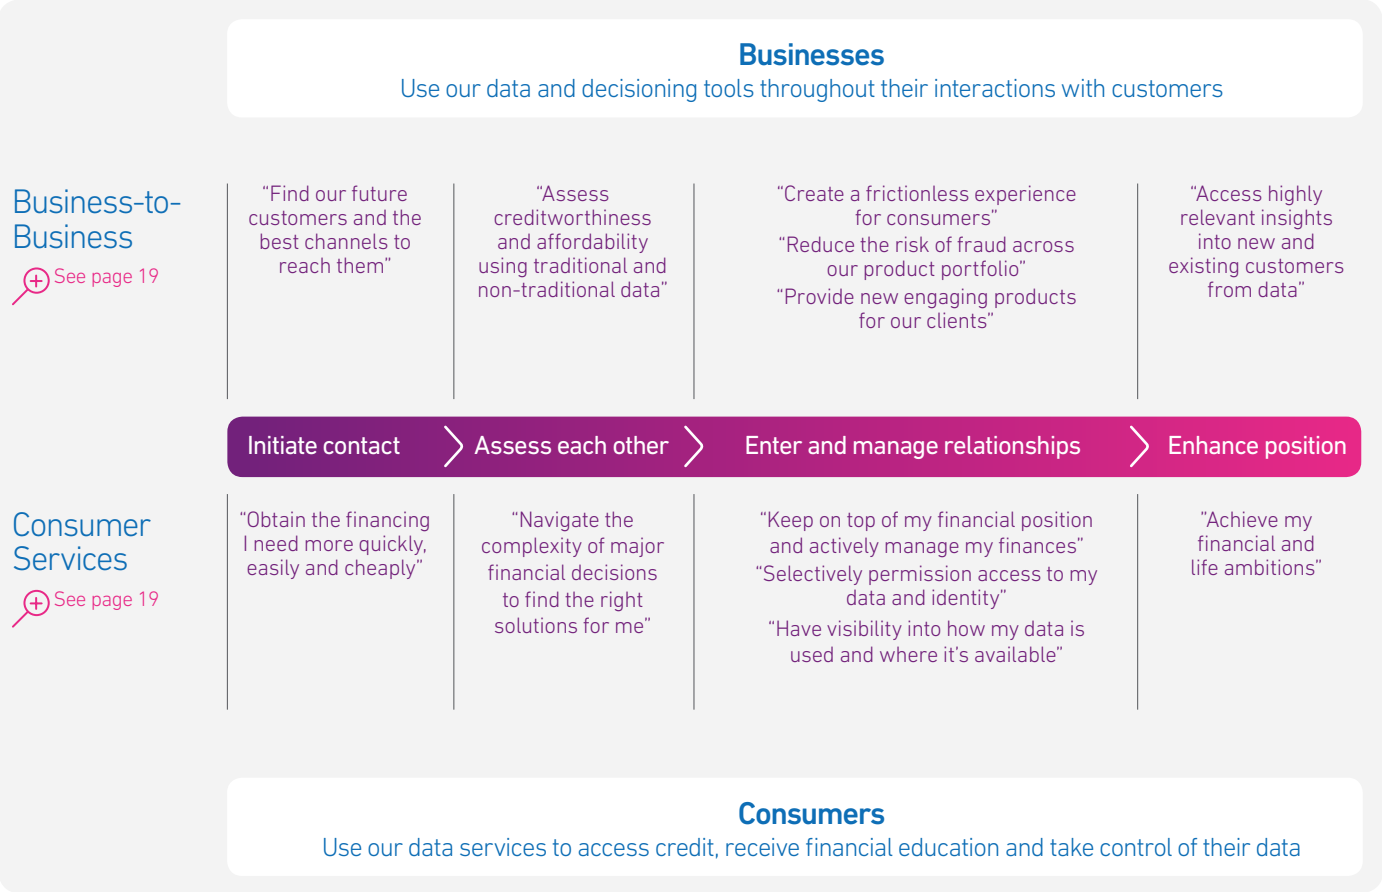 Businesses
Use our data and decisioning tools throughout their interactions with customers
Business-to-
Business
See page 19
“Find our future
customers and the
best channels to
reach them”
“Assess
creditworthiness
and affordability
using traditional and
non-traditional data”
“Create a frictionless experience
for consumers”
“Reduce the risk of fraud across
our product portfolio”
“Provide new engaging products
for our clients”
“Access highly
relevant insights
into new and
existing customers
from data”
Initiate contact
Assess each other
Enter and manage relationships
Enhance position
Consumer
Services
See page 19
“Obtain the financing
I need more quickly,
easily and cheaply”
“Navigate the
complexity of major
financial decisions
to find the right
solutions for me”
“Keep on top of my financial position
and actively manage my finances”
“Selectively permission access to my
data and identity”
“Have visibility into how my data is
used and where it’s available”
“Achieve my
financial and
life ambitions”
Consumers
Use our data services to access credit, receive financial education and take control of their data